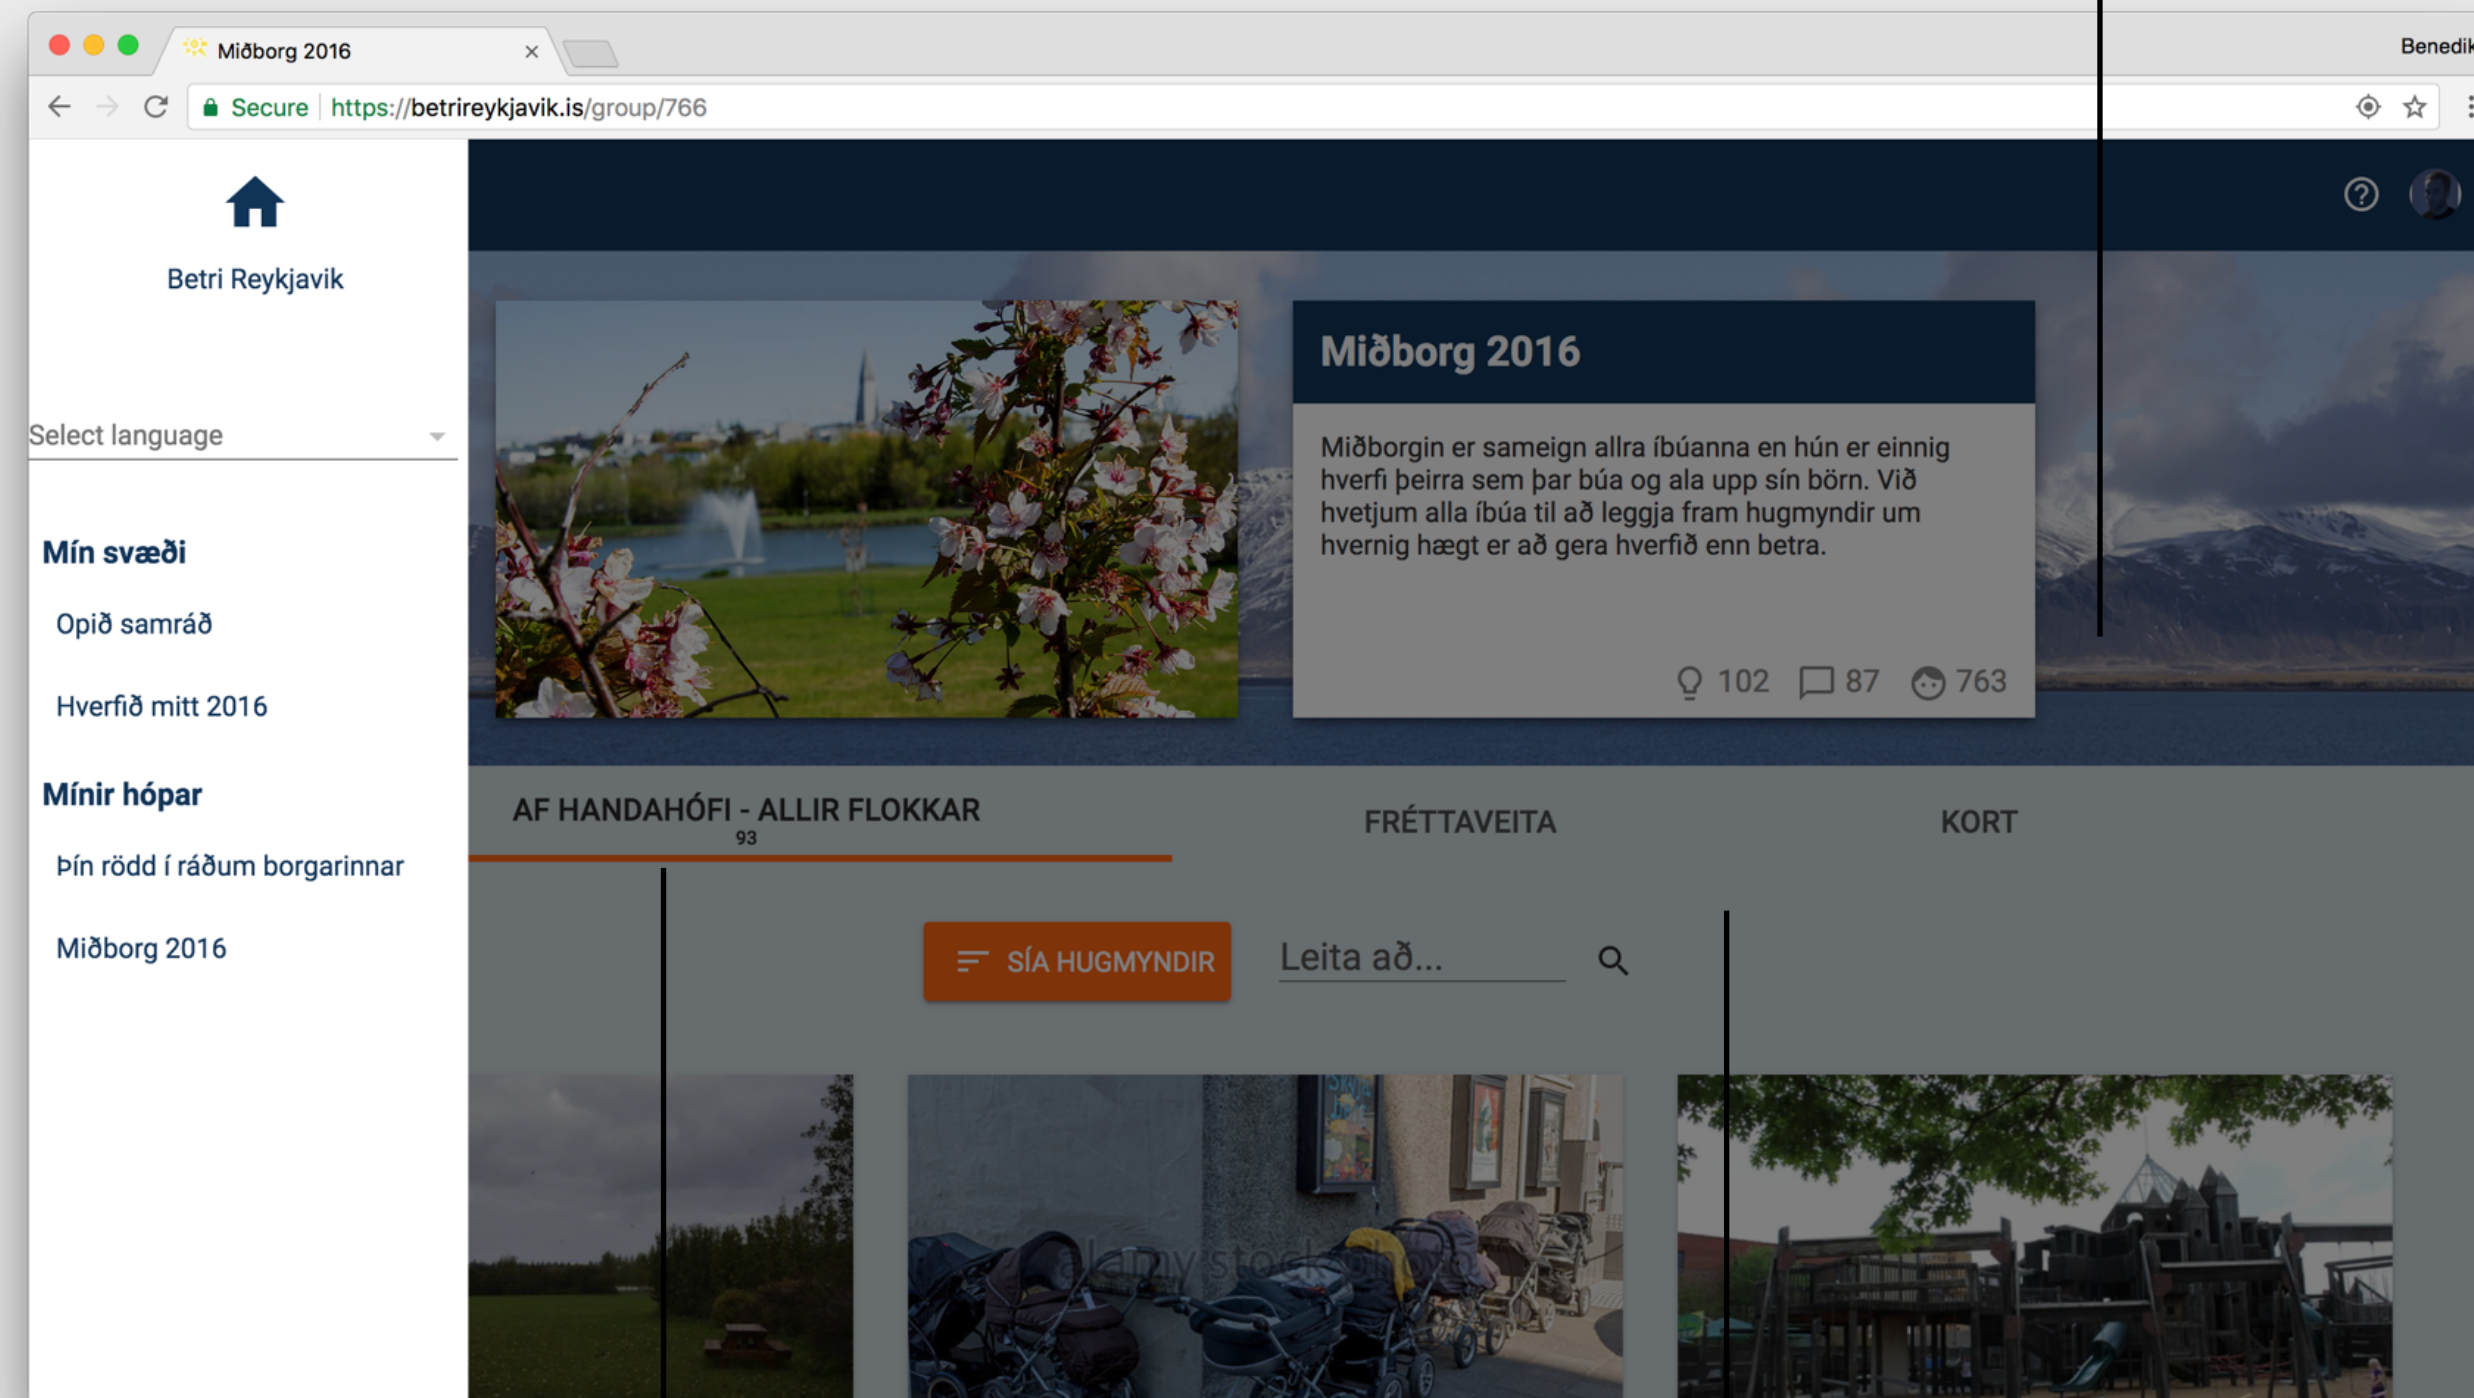 Miðborg 2016
Secure https://betrireykjavik.is/group/766
Betri Reykjavik
Select language
Mín svæði
Opið samráð
Hverfið mitt 2016
Mínir hópar
Þín rödd í ráðum borgarinnar
Miðborg 2016
Miðborg 2016
Miðborgin er sameign allra íbúanna en hún er einnig
hverfi þeirra sem þar búa og ala upp sín börn. Við
hvetjum alla íbúa til að leggja fram hugmyndir um
hvernig hægt er að gera hverfið enn betra.
102 87 763
AF HANDAHÓFI - ALLIR FLOKKAR
93
FRÉTTAVEITA
KORT
SÍA HUGMYNDIR
Leita að...
alamy stock photo